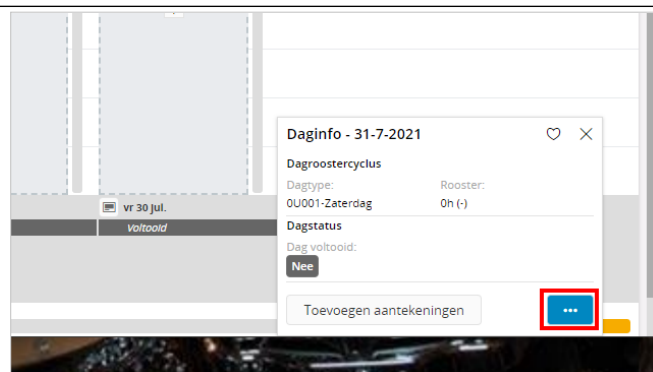 Daginfo - 31-7-2021
Dagroostercyclus
Dagtype: Rooster:
0U001-Zaterdag 0h (-)
vr 30 jul.
Voltooid
Dagstatus
Dag voltooid:
Nee
Toevoegen aantekeningen ...